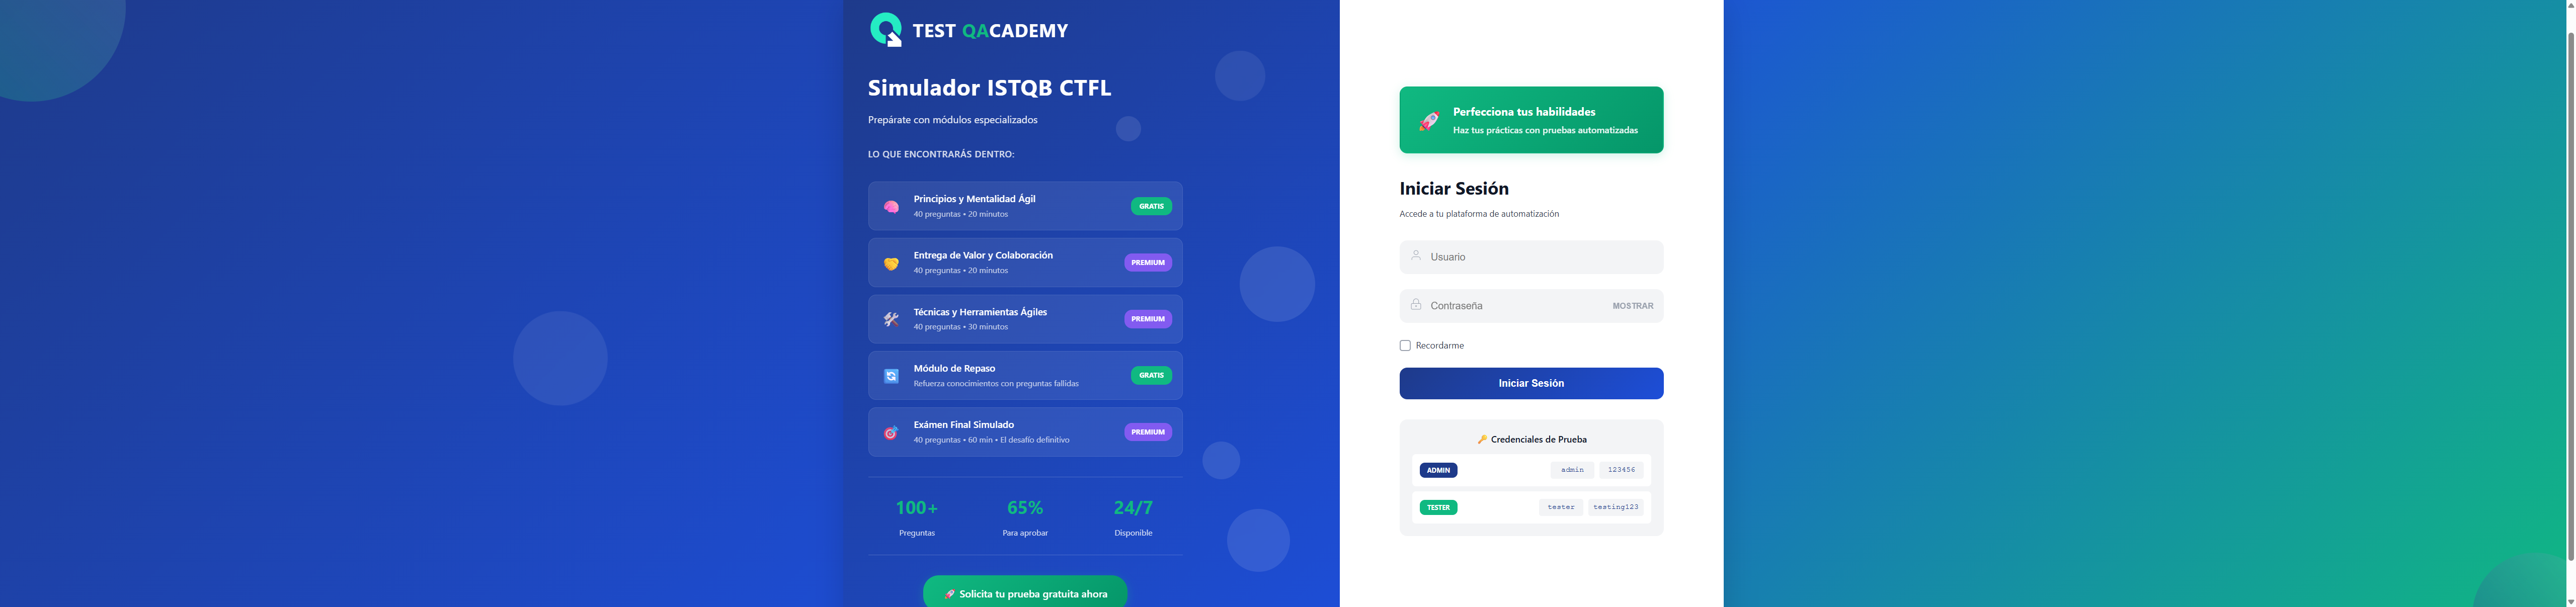 TEST QACADEMY
Simulador ISTQB CTFL
Prepárate con módulos especializados
LO QUE ENCONTRARÁS DENTRO:
Principios y Mentalidad Ágil
40 preguntas • 20 minutos
GRATIS
Entrega de Valor y Colaboración
40 preguntas • 20 minutos
PREMIUM
Técnicas y Herramientas Ágiles
40 preguntas • 30 minutos
PREMIUM
Módulo de Repaso
Refuerza conocimientos con preguntas fallidas
GRATIS
Exámen Final Simulado
40 preguntas • 60 min • El desafío definitivo
PREMIUM
100+
Preguntas
65%
Para aprobar
24/7
Disponible
Solicita tu prueba gratuita ahora
Perfecciona tus habilidades
Haz tus prácticas con pruebas automatizadas
Iniciar Sesión
Accede a tu plataforma de automatización
Usuario
Contraseña MOSTRAR
Recordarme
Iniciar Sesión
Credenciales de Prueba
ADMIN admin 123456
TESTER tester testing123